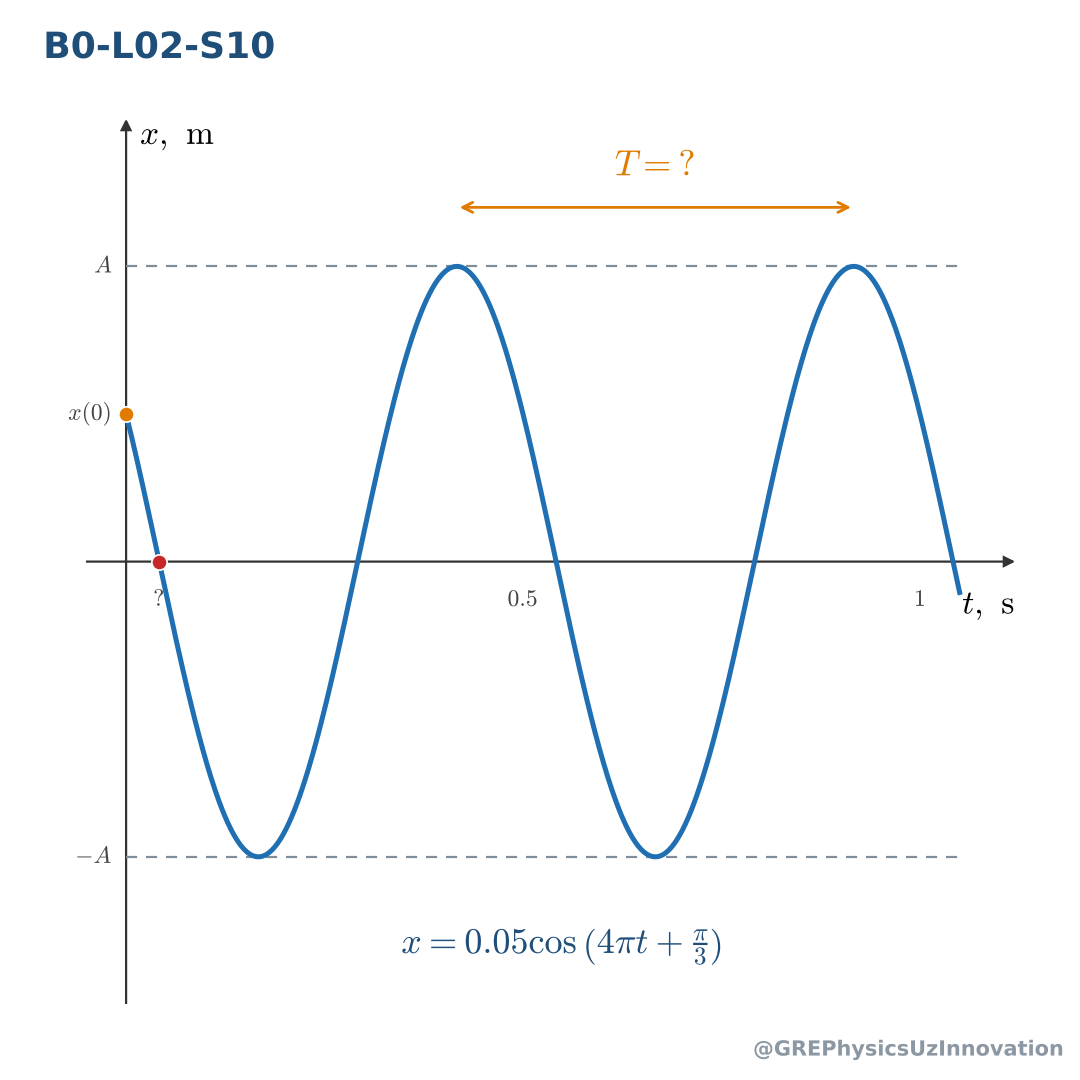 B0-L02-S10
x, m
T = ?
A
x(0)
? 0.5 1 t, s
−A
x = 0.05cos (4πt + π/3)
@GREPhysicsUzInnovation